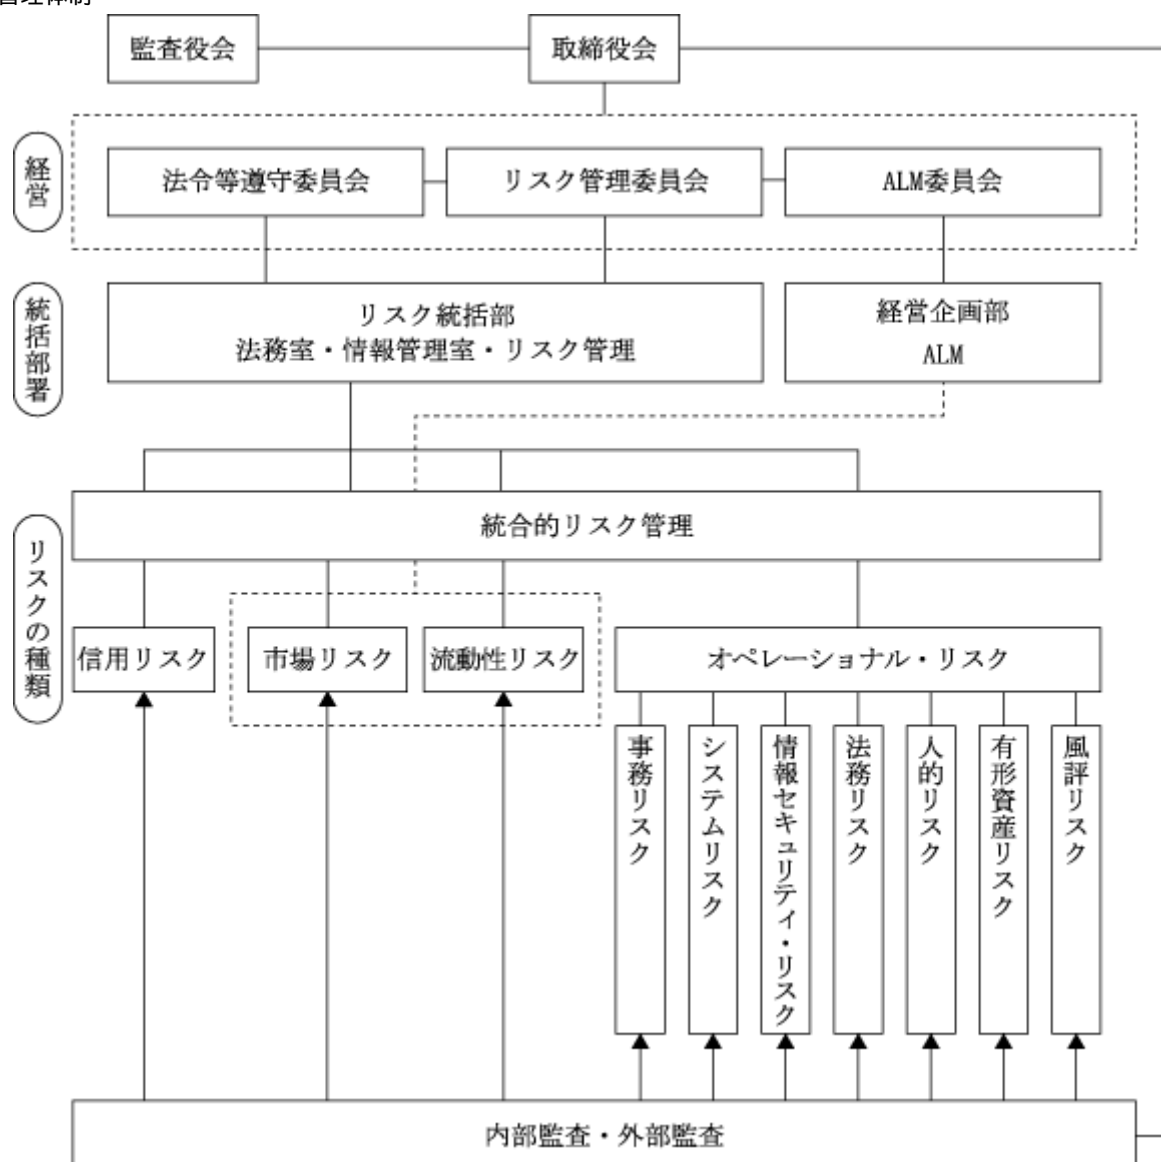 管理体制
監査役会
取締役会
経営
法令等遵守委員会
リスク管理委員会
ALM委員会
統括部署
リスク統括部
法務室・情報管理室・リスク管理
経営企画部
ALM
リスクの種類
統合的リスク管理
信用リスク
市場リスク
流動性リスク
オペレーショナル・リスク
事務リスク
システムリスク
情報セキュリティ・リスク
法務リスク
人的リスク
有形資産リスク
風評リスク
内部監査・外部監査